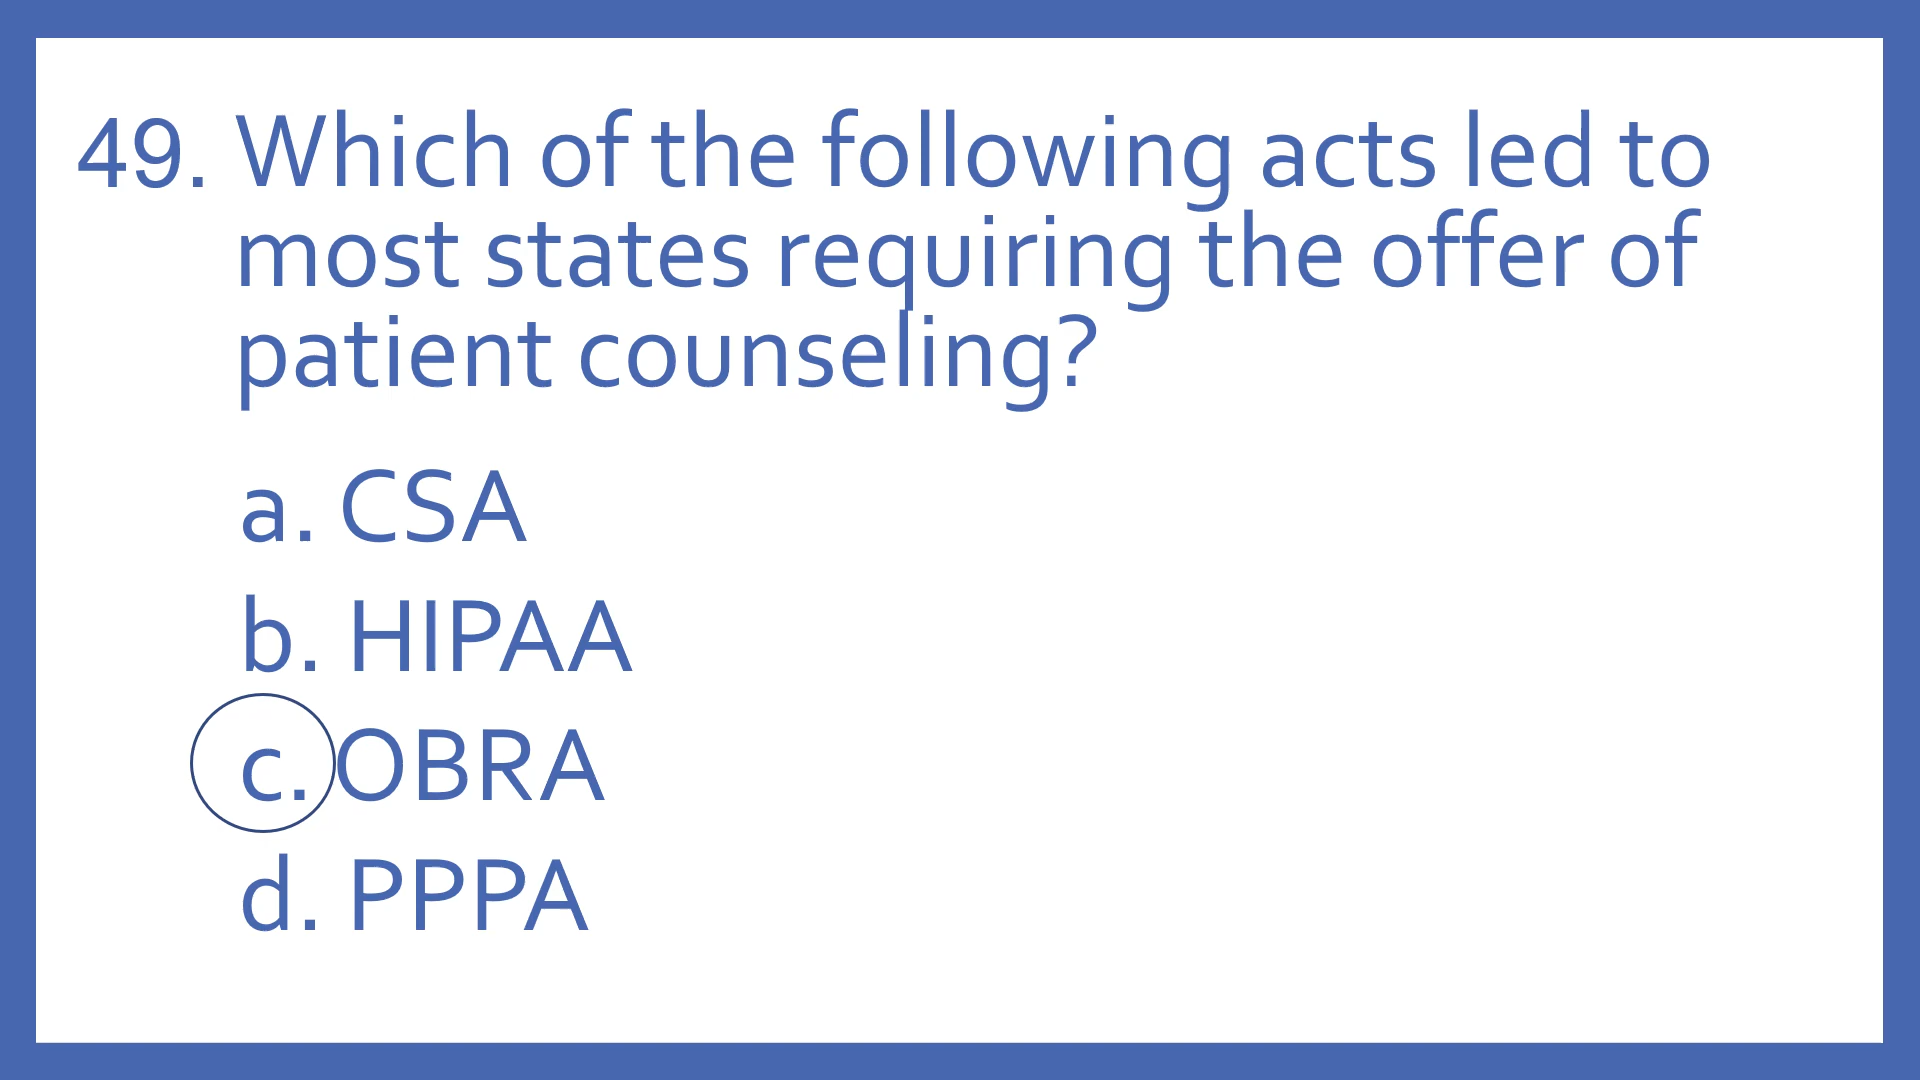 49. Which of the following acts led to
most states requiring the offer of
patient counseling?
a. CSA
b. HIPAA
c. OBRA
d. PPPA